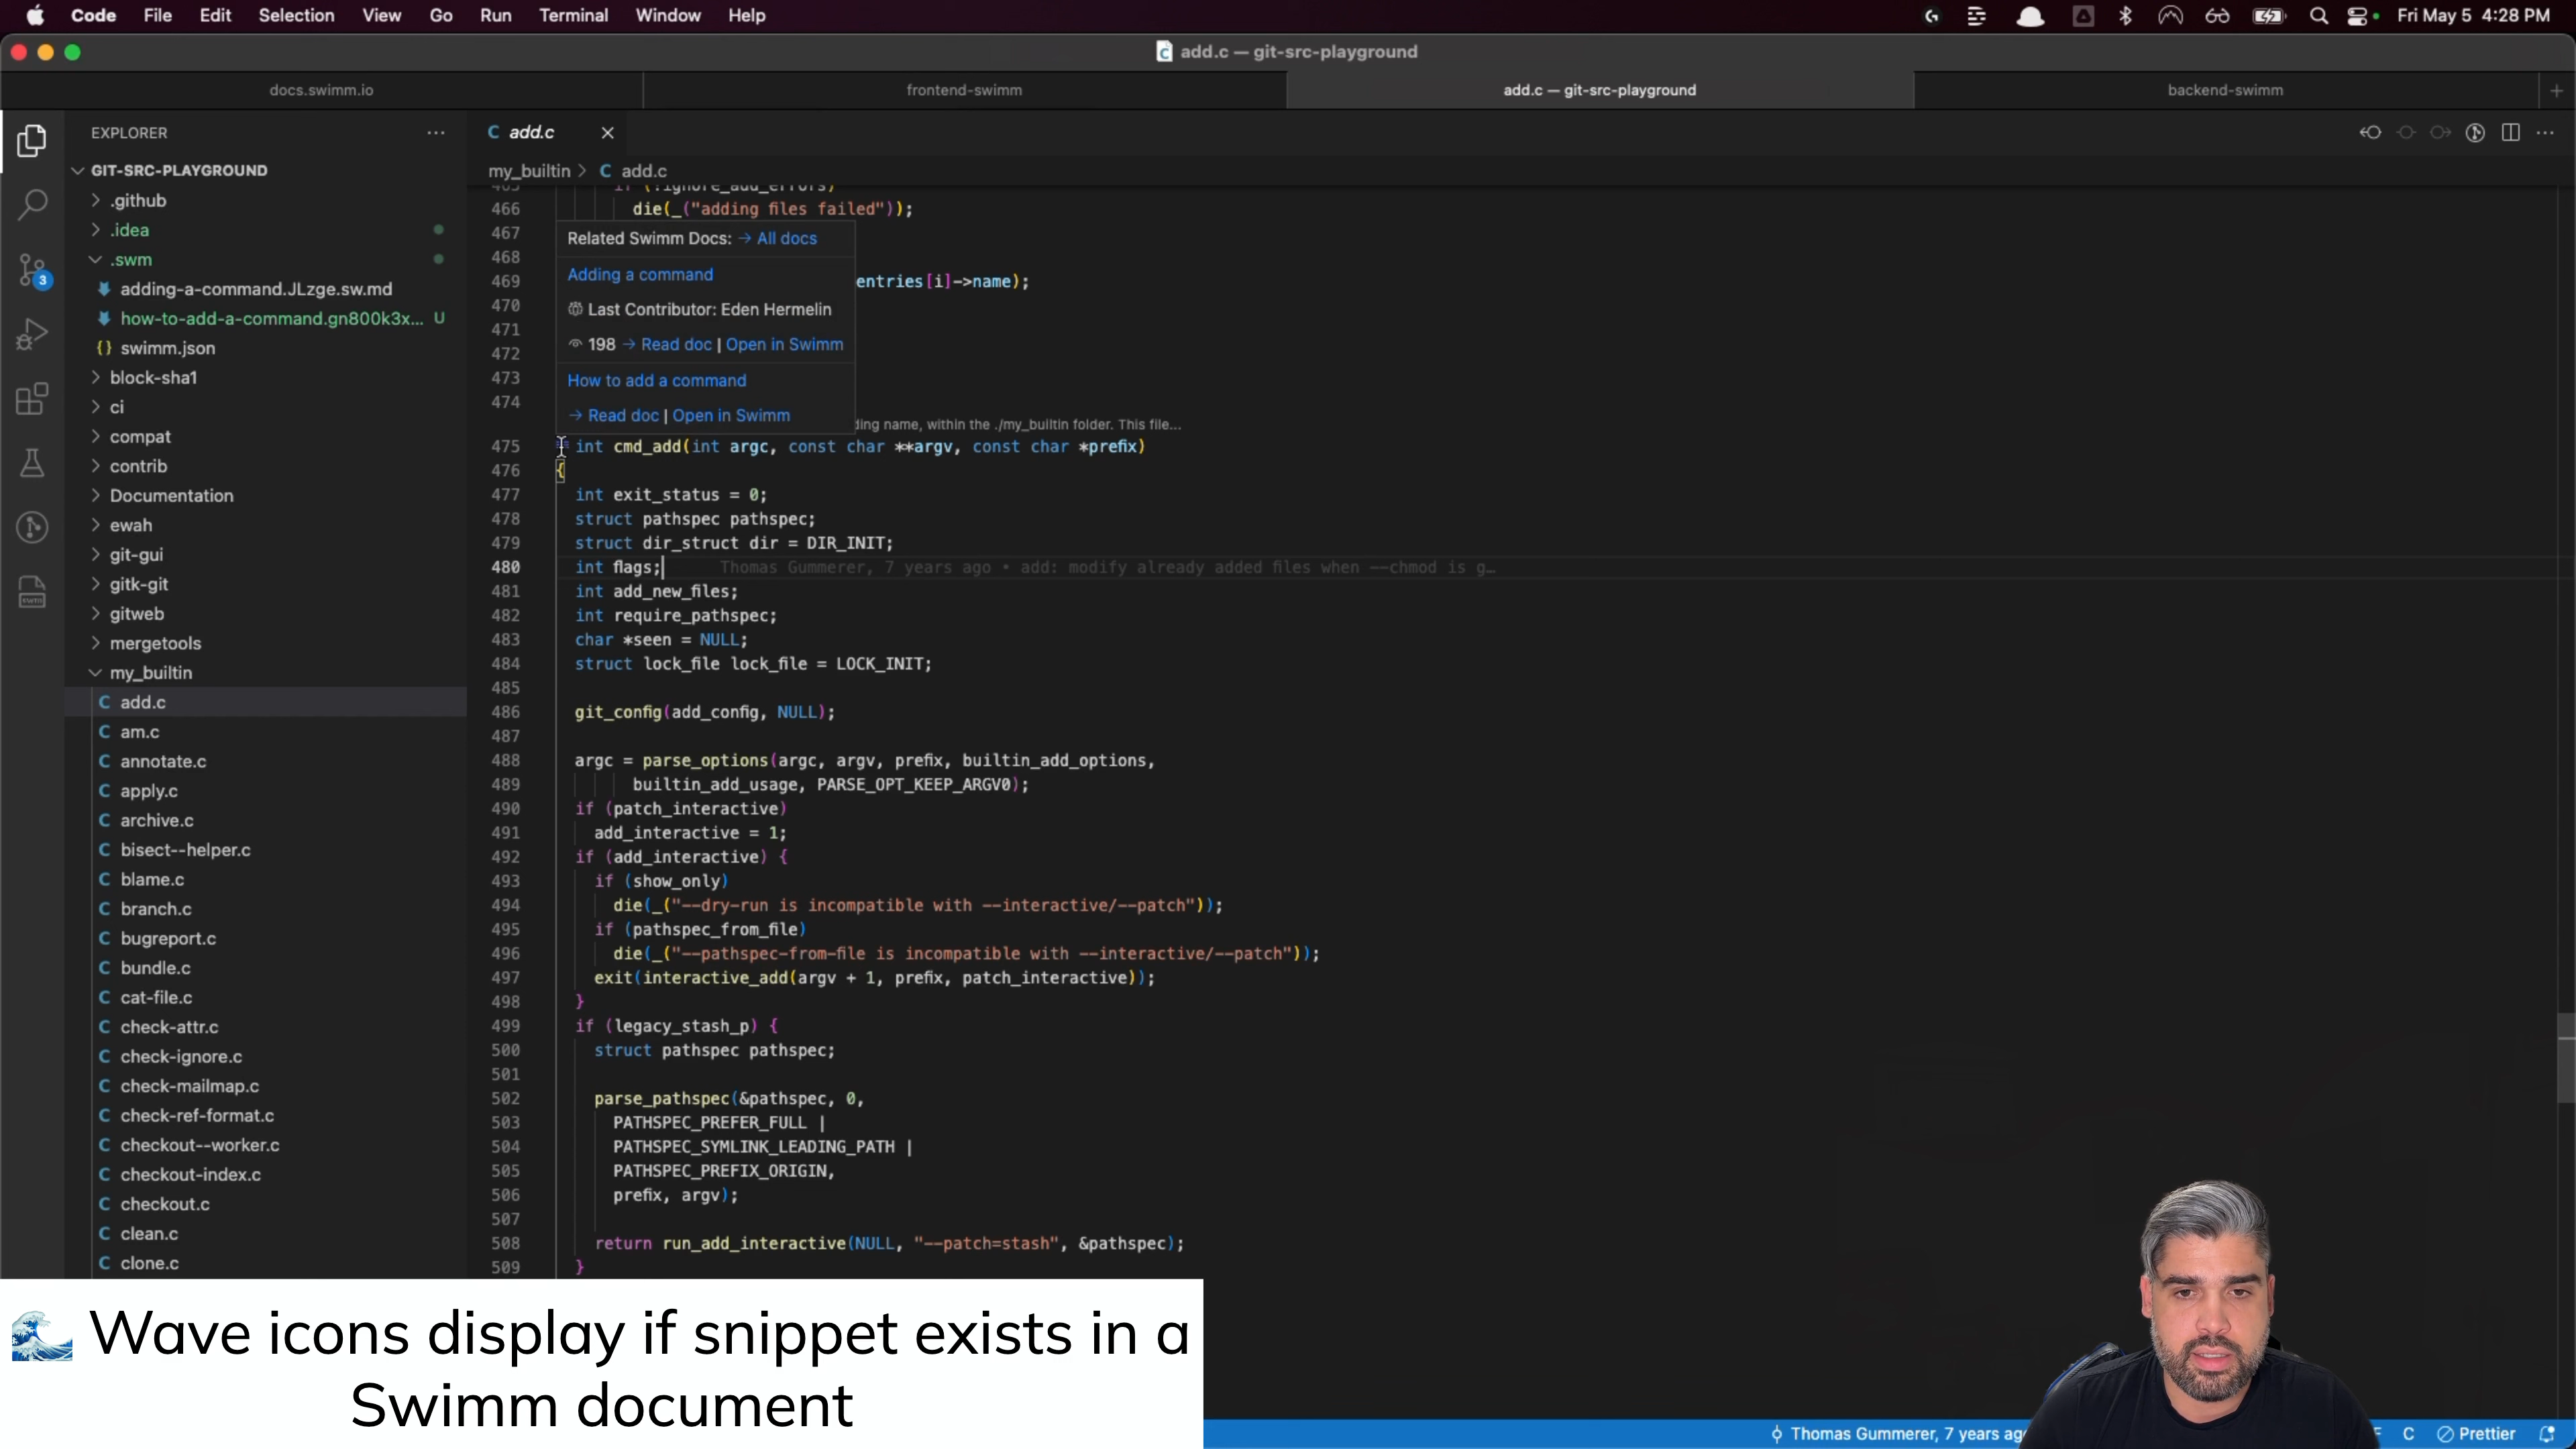 Code File Edit Selection View Go Run Terminal Window Help
Fri May 5 4:28 PM
add.c — git-src-playground
docs.swimm.io
frontend-swimm
add.c — git-src-playground
backend-swimm
EXPLORER
GIT-SRC-PLAYGROUND
.github
.idea
.swm
adding-a-command.JLzge.sw.md
how-to-add-a-command.gn800k3x... U
{} swimm.json
block-sha1
ci
compat
contrib
Documentation
ewah
git-gui
gitk-git
gitweb
mergetools
my_builtin
C add.c
C am.c
C annotate.c
C apply.c
C archive.c
C bisect--helper.c
C blame.c
C branch.c
C bugreport.c
C bundle.c
C cat-file.c
C check-attr.c
C check-ignore.c
C check-mailmap.c
C check-ref-format.c
C checkout--worker.c
C checkout-index.c
C checkout.c
C clean.c
C clone.c
3
swm
C add.c
my_builtin > C add.c
465 if (!ignore_add_errors)
466 die(_("adding files failed"));
467
468
469 entries[i]->name);
470
471
472
473
474
Related Swimm Docs: → All docs
Adding a command
Last Contributor: Eden Hermelin
198 → Read doc | Open in Swimm
How to add a command
→ Read doc | Open in Swimm
ding name, within the ./my_builtin folder. This file...
475 int cmd_add(int argc, const char **argv, const char *prefix)
476 {
477 int exit_status = 0;
478 struct pathspec pathspec;
479 struct dir_struct dir = DIR_INIT;
480 int flags; Thomas Gummerer, 7 years ago • add: modify already added files when --chmod is g…
481 int add_new_files;
482 int require_pathspec;
483 char *seen = NULL;
484 struct lock_file lock_file = LOCK_INIT;
485
486 git_config(add_config, NULL);
487
488 argc = parse_options(argc, argv, prefix, builtin_add_options,
489 builtin_add_usage, PARSE_OPT_KEEP_ARGV0);
490 if (patch_interactive)
491 add_interactive = 1;
492 if (add_interactive) {
493 if (show_only)
494 die(_("--dry-run is incompatible with --interactive/--patch"));
495 if (pathspec_from_file)
496 die(_("--pathspec-from-file is incompatible with --interactive/--patch"));
497 exit(interactive_add(argv + 1, prefix, patch_interactive));
498 }
499 if (legacy_stash_p) {
500 struct pathspec pathspec;
501
502 parse_pathspec(&pathspec, 0,
503 PATHSPEC_PREFER_FULL |
504 PATHSPEC_SYMLINK_LEADING_PATH |
505 PATHSPEC_PREFIX_ORIGIN,
506 prefix, argv);
507
508 return run_add_interactive(NULL, "--patch=stash", &pathspec);
509 }
Wave icons display if snippet exists in a
Swimm document
Thomas Gummerer, 7 years ag
C Prettier